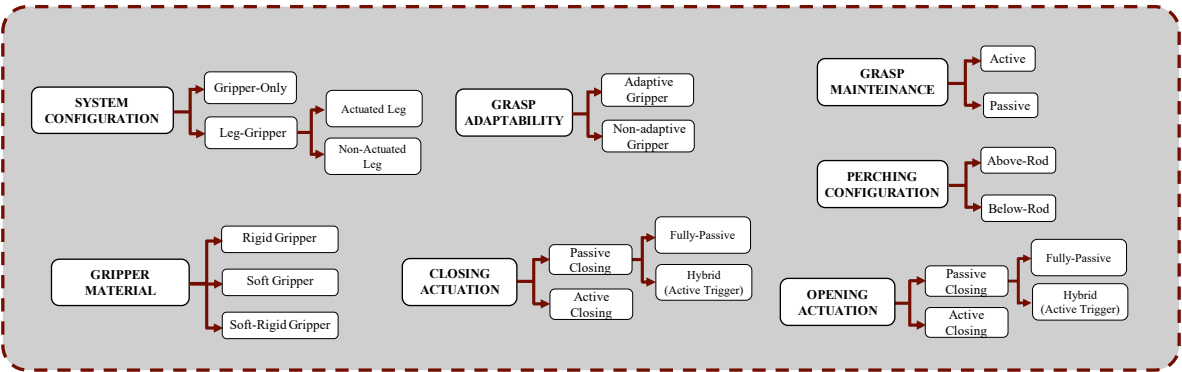 SYSTEM
CONFIGURATION
Gripper-Only
Leg-Gripper
Actuated Leg
Non-Actuated
Leg
GRASP
ADAPTABILITY
Adaptive
Gripper
Non-adaptive
Gripper
GRASP
MAINTEINANCE
Active
Passive
PERCHING
CONFIGURATION
Above-Rod
Below-Rod
GRIPPER
MATERIAL
Rigid Gripper
Soft Gripper
Soft-Rigid Gripper
CLOSING
ACTUATION
Passive
Closing
Active
Closing
Fully-Passive
Hybrid
(Active Trigger)
OPENING
ACTUATION
Passive
Closing
Active
Closing
Fully-Passive
Hybrid
(Active Trigger)